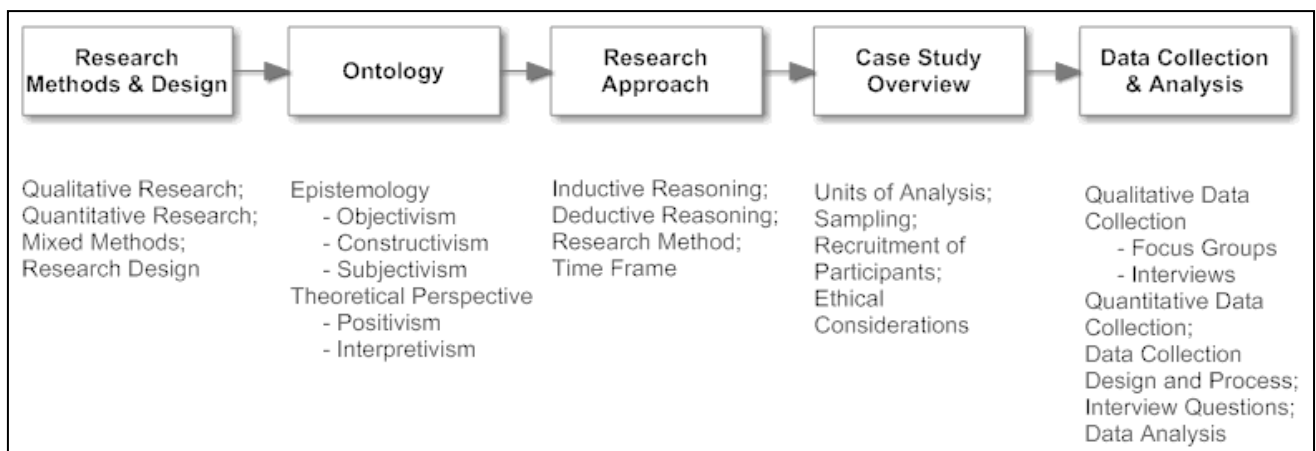 Research
Methods & Design
Ontology
Research
Approach
Case Study
Overview
Data Collection
& Analysis
Qualitative Research;
Quantitative Research;
Mixed Methods;
Research Design
Epistemology
- Objectivism
- Constructivism
- Subjectivism
Theoretical Perspective
- Positivism
- Interpretivism
Inductive Reasoning;
Deductive Reasoning;
Research Method;
Time Frame
Units of Analysis;
Sampling;
Recruitment of
Participants;
Ethical
Considerations
Qualitative Data
Collection
- Focus Groups
- Interviews
Quantitative Data
Collection;
Data Collection
Design and Process;
Interview Questions;
Data Analysis